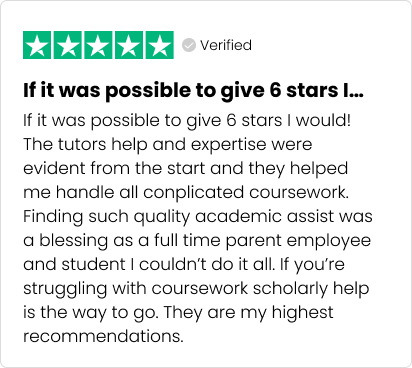 Verified
If it was possible to give 6 stars I...
If it was possible to give 6 stars I would!
The tutors help and expertise were
evident from the start and they helped
me handle all conplicated coursework.
Finding such quality academic assist was
a blessing as a full time parent employee
and student I couldn’t do it all. If you’re
struggling with coursework scholarly help
is the way to go. They are my highest
recommendations.